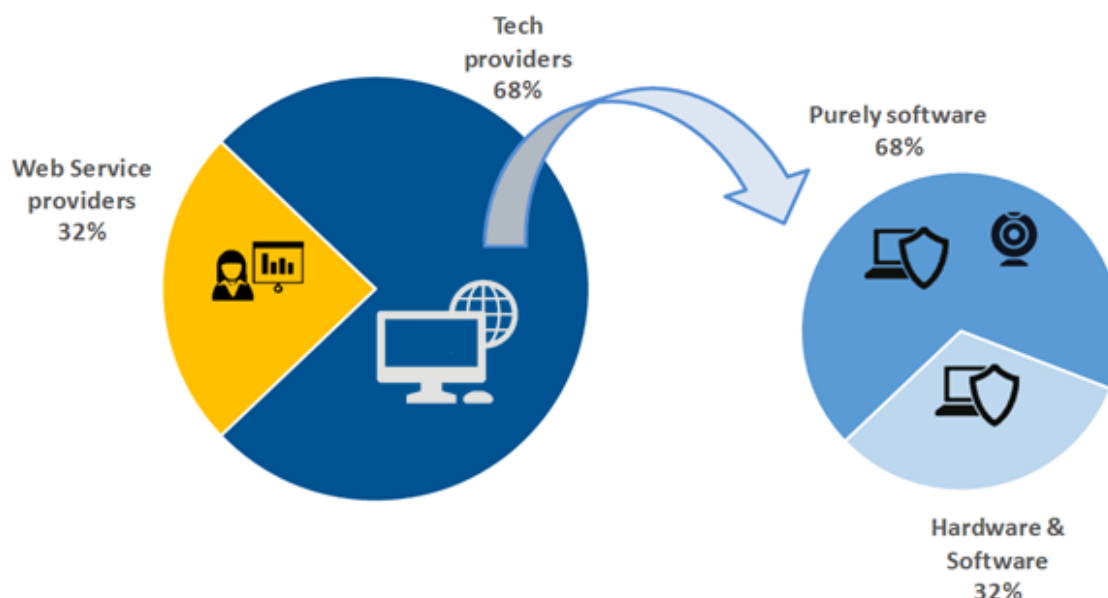 Tech
providers
68%
Web Service
providers
32%
Purely software
68%
Hardware &
Software
32%